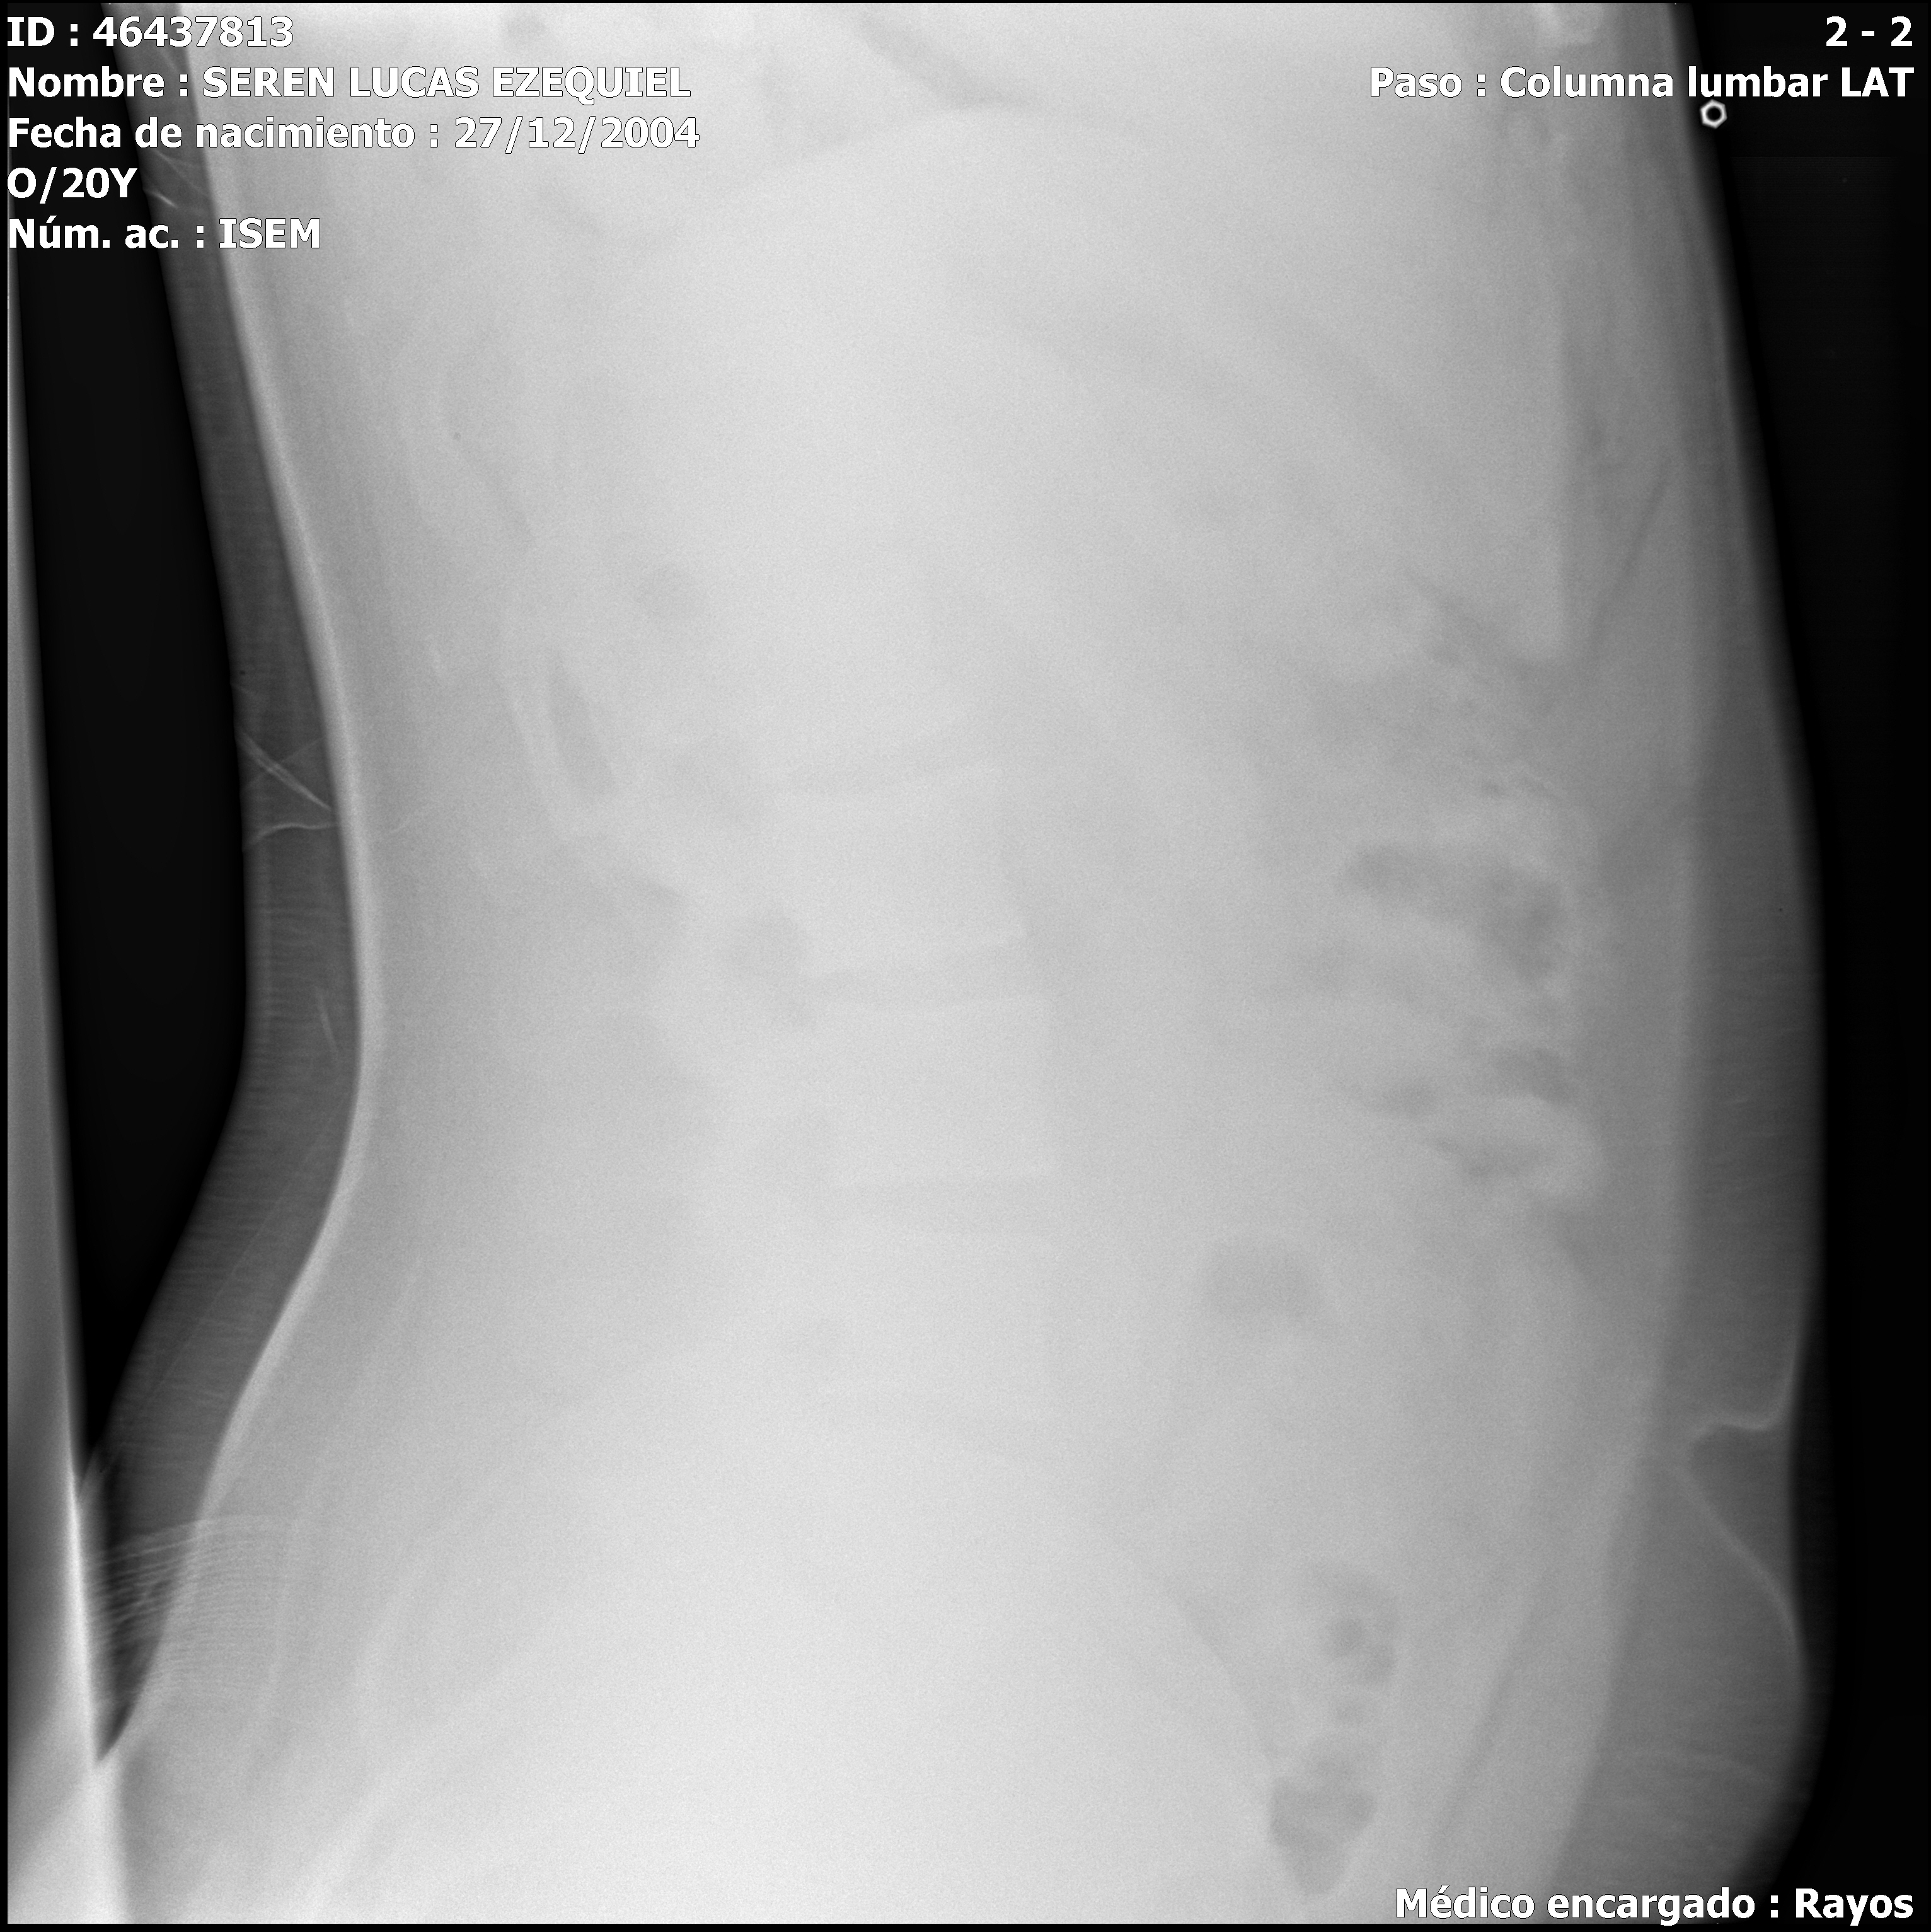 ID : 46437813
Nombre : SEREN LUCAS EZEQUIEL
Fecha de nacimiento : 27/12/2004
O/20Y
Núm. ac. : ISEM
2 - 2
Paso : Columna lumbar LAT
Médico encargado : Rayos